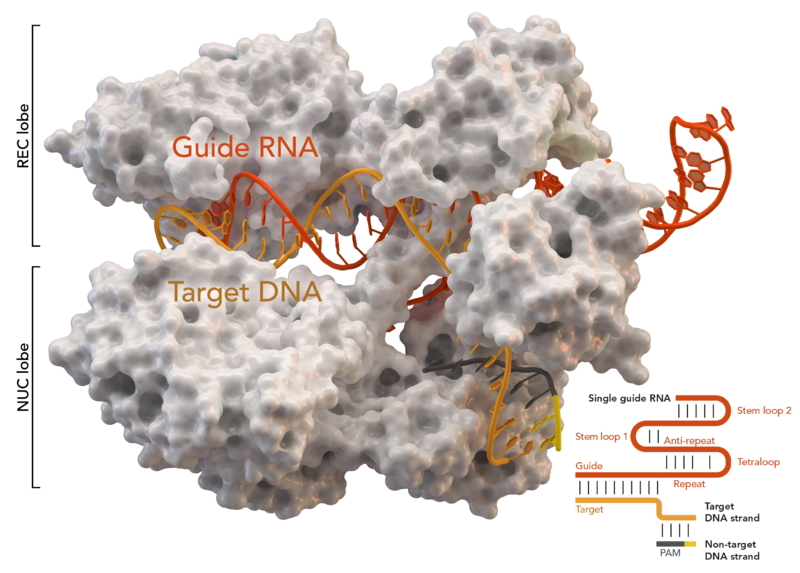 REC lobe
Guide RNA
Target DNA
NUC lobe
Single guide RNA
Stem loop 2
Stem loop 1
Anti-repeat
Tetraloop
Guide
Repeat
Target
Target
DNA strand
PAM
Non-target
DNA strand